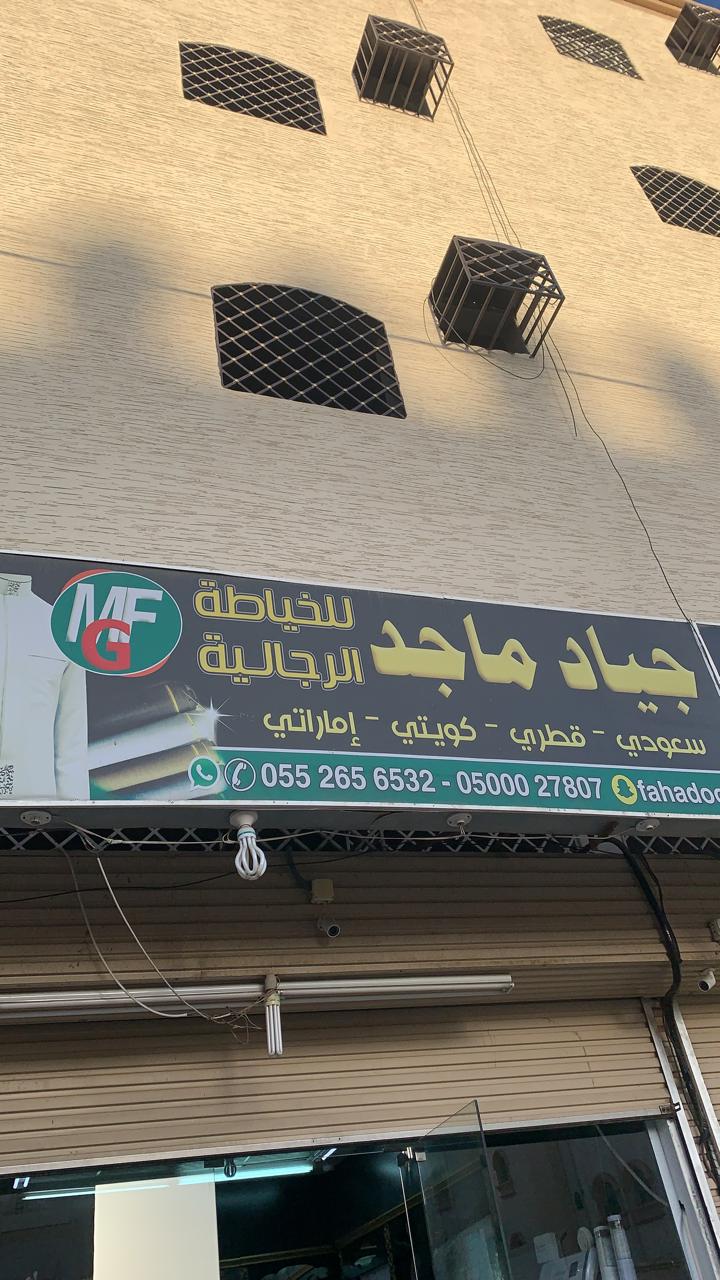 MFG
جياد ماجد
للخياطة
الرجالية
سعودي - قطري - كويتي - إماراتي
055 265 6532 - 05000 27807